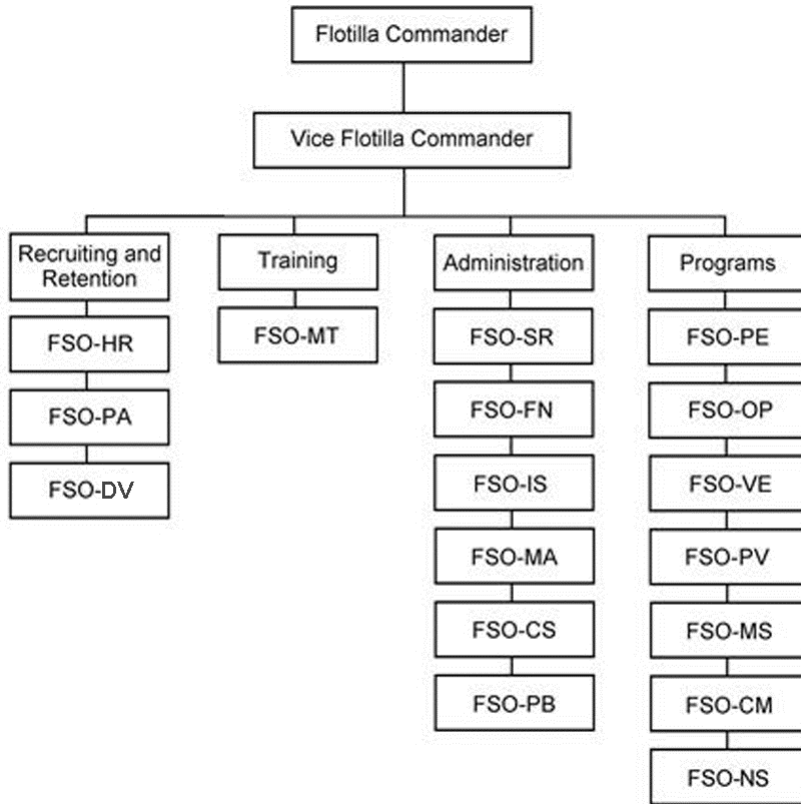 Flotilla Commander
Vice Flotilla Commander
Recruiting and
Retention
FSO-HR
FSO-PA
FSO-DV
Training
FSO-MT
Administration
FSO-SR
FSO-FN
FSO-IS
FSO-MA
FSO-CS
FSO-PB
Programs
FSO-PE
FSO-OP
FSO-VE
FSO-PV
FSO-MS
FSO-CM
FSO-NS